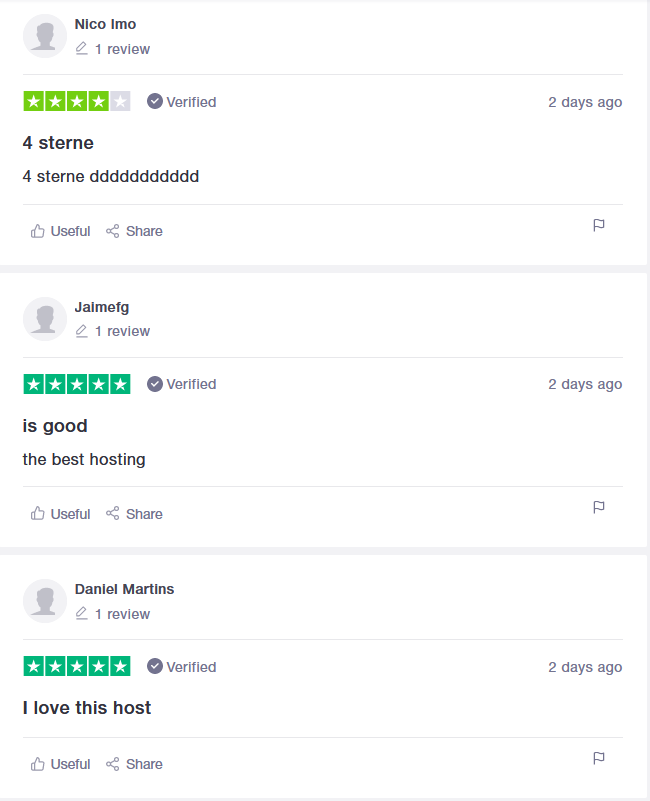 Nico Imo
1 review
Verified
2 days ago
4 sterne
4 sterne ddddddddddd
Useful
Share
Jaimefg
1 review
Verified
2 days ago
is good
the best hosting
Useful
Share
Daniel Martins
1 review
Verified
2 days ago
I love this host
Useful
Share